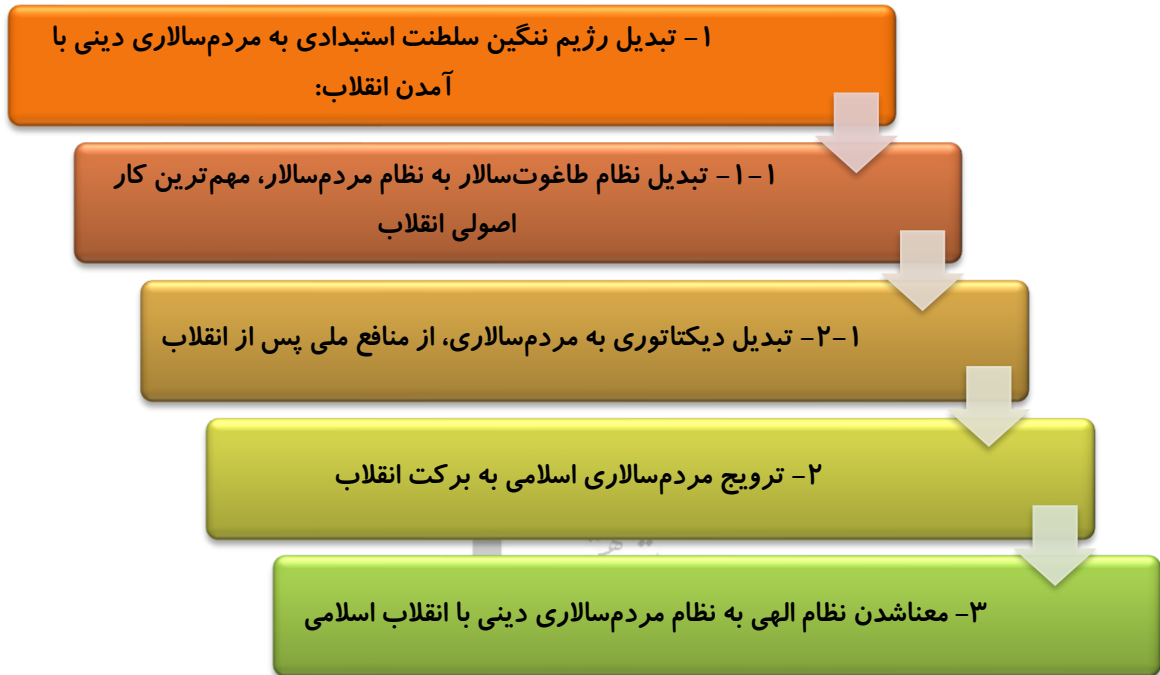 ۱- تبدیل رژیم ننگین سلطنت استبدادی به مردم‌سالاری دینی با
آمدن انقلاب:
۱-۱- تبدیل نظام طاغوت‌سالار به نظام مردم‌سالار، مهم‌ترین کار
اصولی انقلاب
۱-۲- تبدیل دیکتاتوری به مردم‌سالاری، از منافع ملی پس از انقلاب
۲- ترویج مردم‌سالاری اسلامی به برکت انقلاب
۳- معناشدن نظام الهی به نظام مردم‌سالاری دینی با انقلاب اسلامی